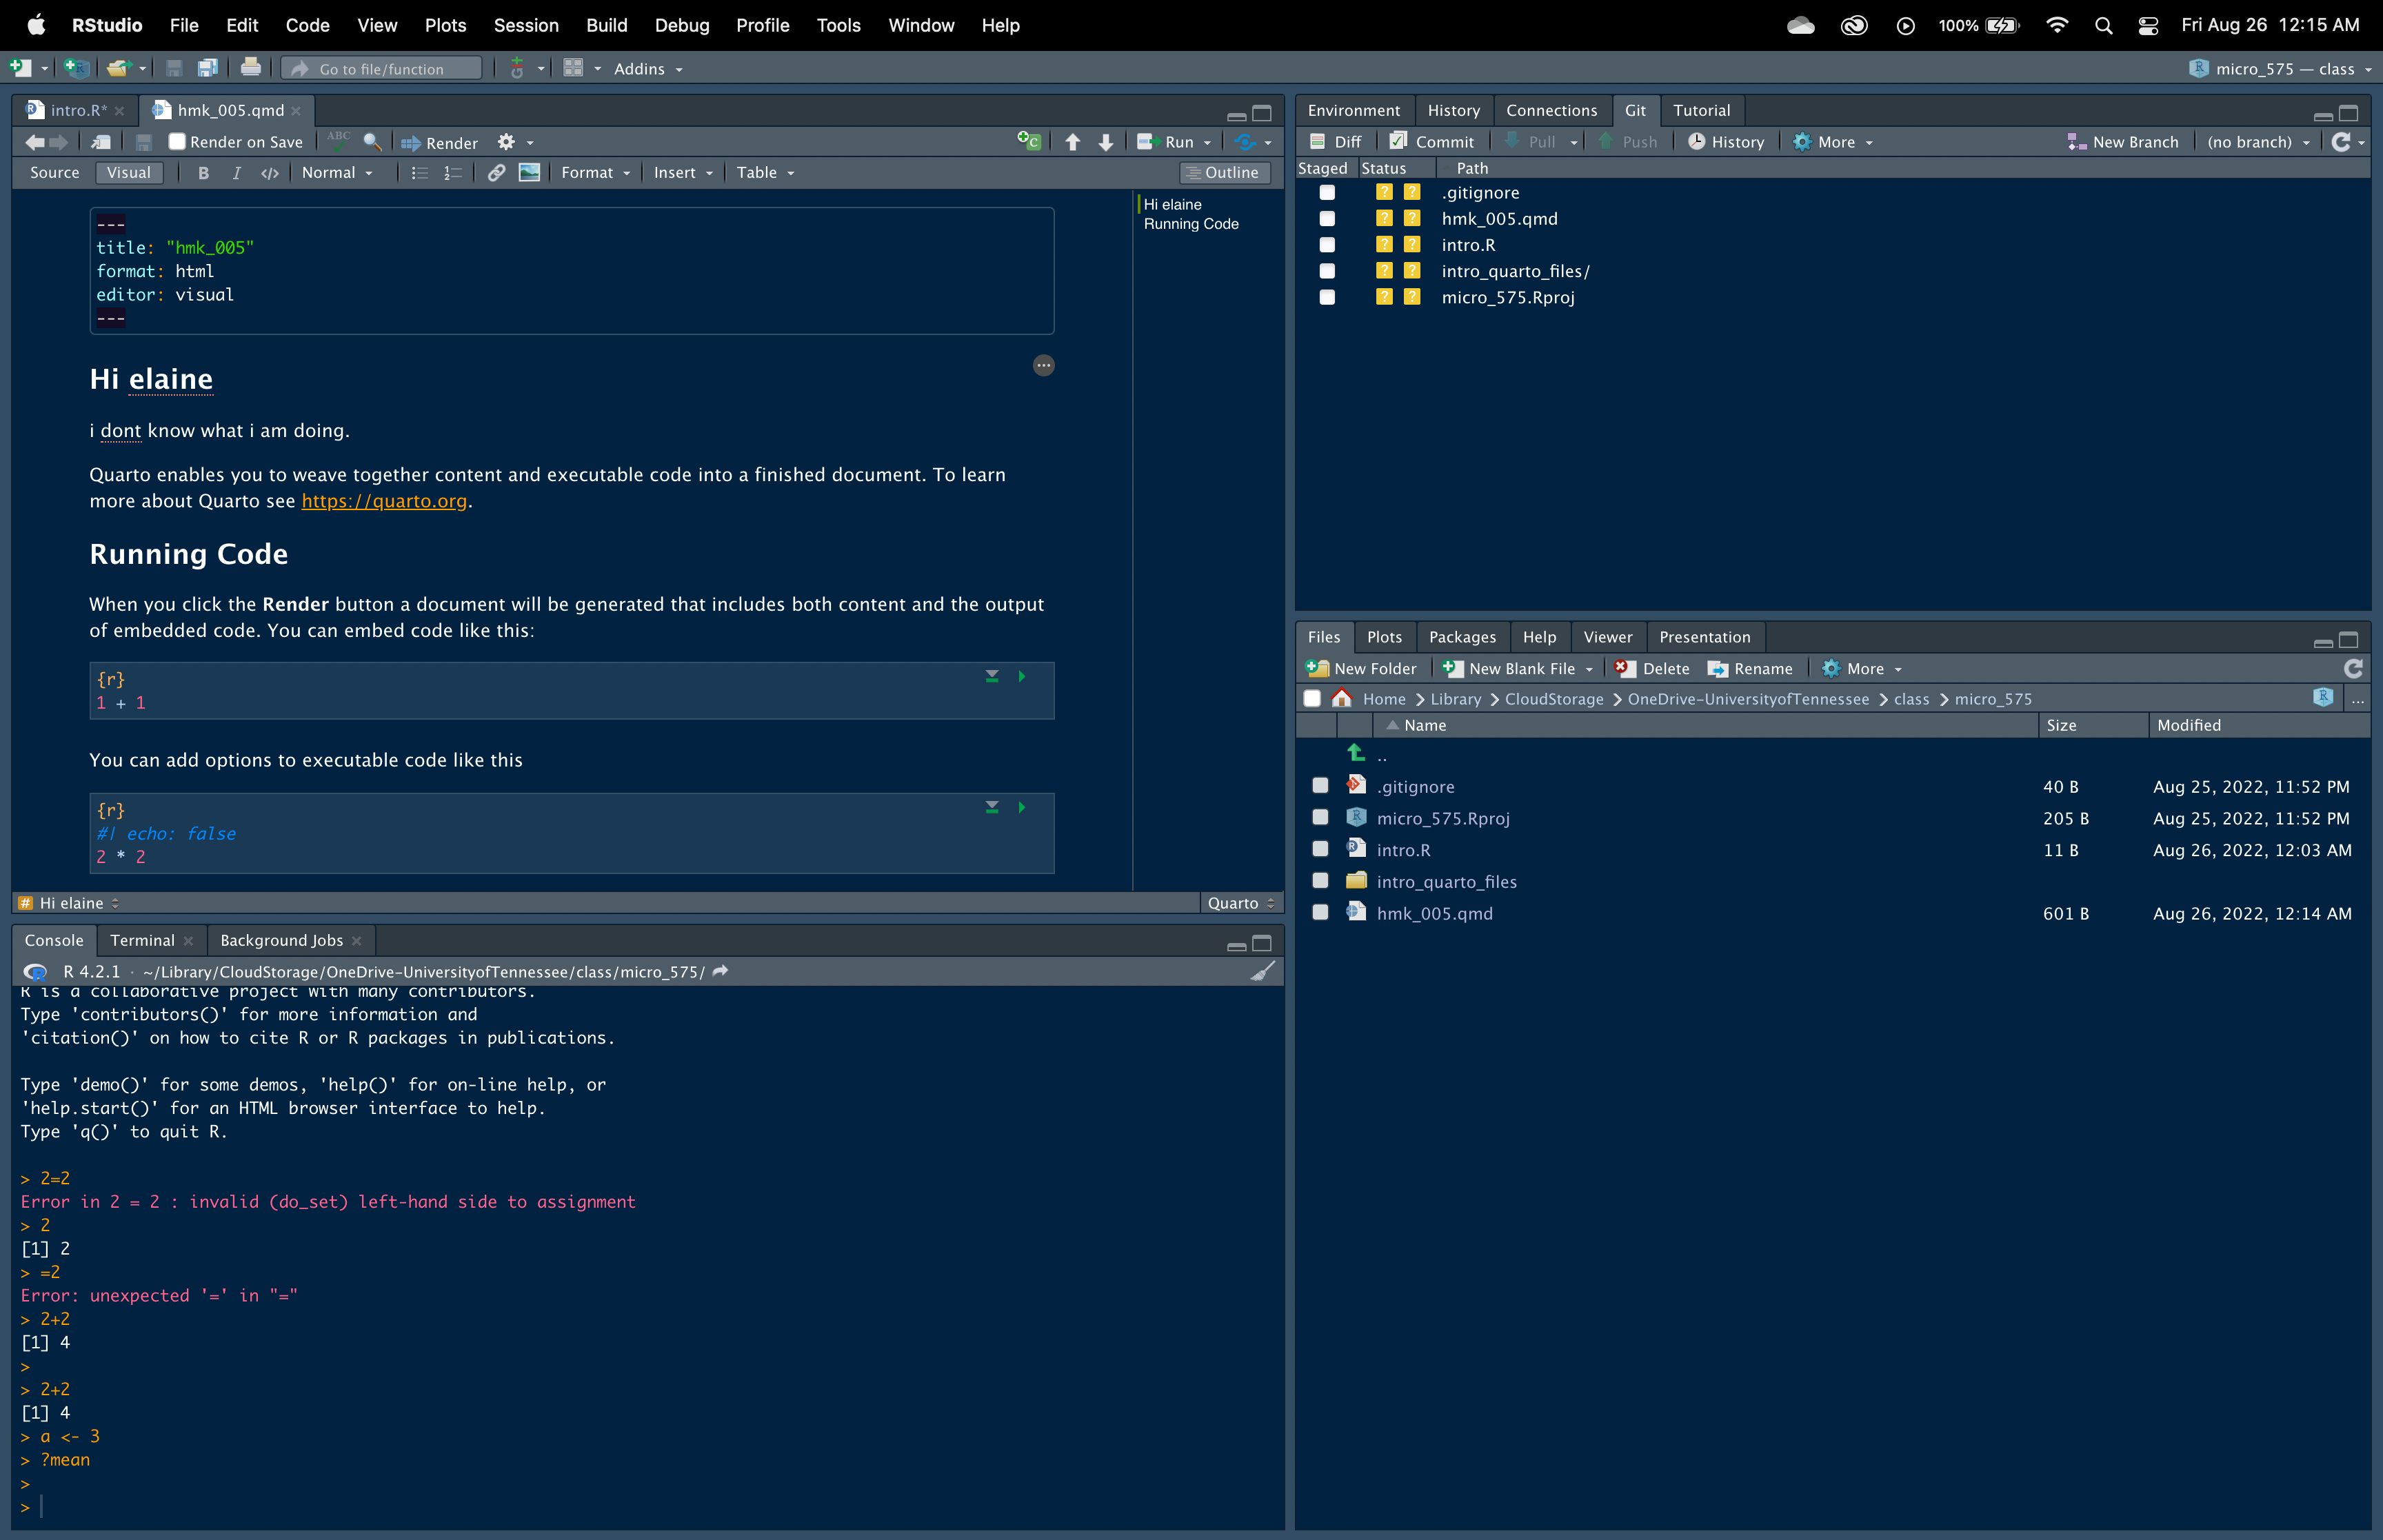 RStudio File Edit Code View Plots Session Build Debug Profile Tools Window Help 100% Fri Aug 26 12:15 AM
Go to file/function Addins micro_575 — class
intro.R* hmk_005.qmd
Render on Save ABC Render Run
Source Visual B I </> Normal Format Insert Table Outline
---
title: "hmk_005"
format: html
editor: visual
---
Hi elaine
i dont know what i am doing.
Quarto enables you to weave together content and executable code into a finished document. To learn
more about Quarto see https://quarto.org.
Running Code
When you click the Render button a document will be generated that includes both content and the output
of embedded code. You can embed code like this:
{r}
1 + 1
You can add options to executable code like this
{r}
#| echo: false
2 * 2
Hi elaine
Running Code
# Hi elaine Quarto
Console Terminal Background Jobs
R 4.2.1 · ~/Library/CloudStorage/OneDrive-UniversityofTennessee/class/micro_575/
R is a collaborative project with many contributors.
Type 'contributors()' for more information and
'citation()' on how to cite R or R packages in publications.
Type 'demo()' for some demos, 'help()' for on-line help, or
'help.start()' for an HTML browser interface to help.
Type 'q()' to quit R.
> 2=2
Error in 2 = 2 : invalid (do_set) left-hand side to assignment
> 2
[1] 2
> =2
Error: unexpected '=' in "="
> 2+2
[1] 4
>
> 2+2
[1] 4
> a <- 3
> ?mean
>
>
Environment History Connections Git Tutorial
Diff Commit Pull Push History More New Branch (no branch)
Staged Status Path
? ? .gitignore
? ? hmk_005.qmd
? ? intro.R
? ? intro_quarto_files/
? ? micro_575.Rproj
Files Plots Packages Help Viewer Presentation
New Folder New Blank File Delete Rename More
Home > Library > CloudStorage > OneDrive-UniversityofTennessee > class > micro_575 ...
Name Size Modified
..
.gitignore 40 B Aug 25, 2022, 11:52 PM
micro_575.Rproj 205 B Aug 25, 2022, 11:52 PM
intro.R 11 B Aug 26, 2022, 12:03 AM
intro_quarto_files
hmk_005.qmd 601 B Aug 26, 2022, 12:14 AM